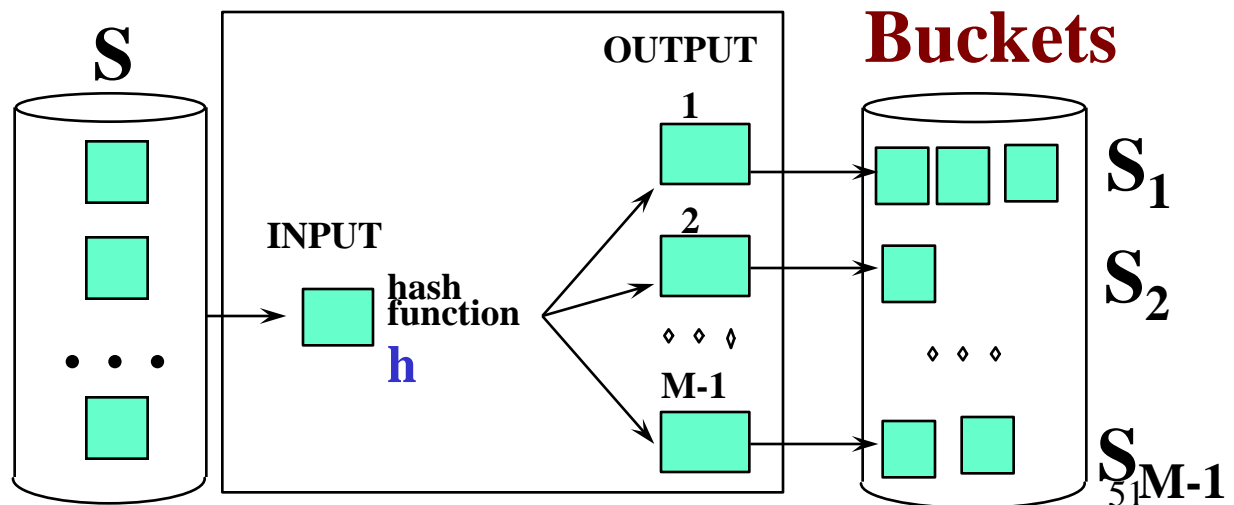 S
OUTPUT
Buckets
1
S1
INPUT
2
hash
function
h
S2
M-1
SM-1
51